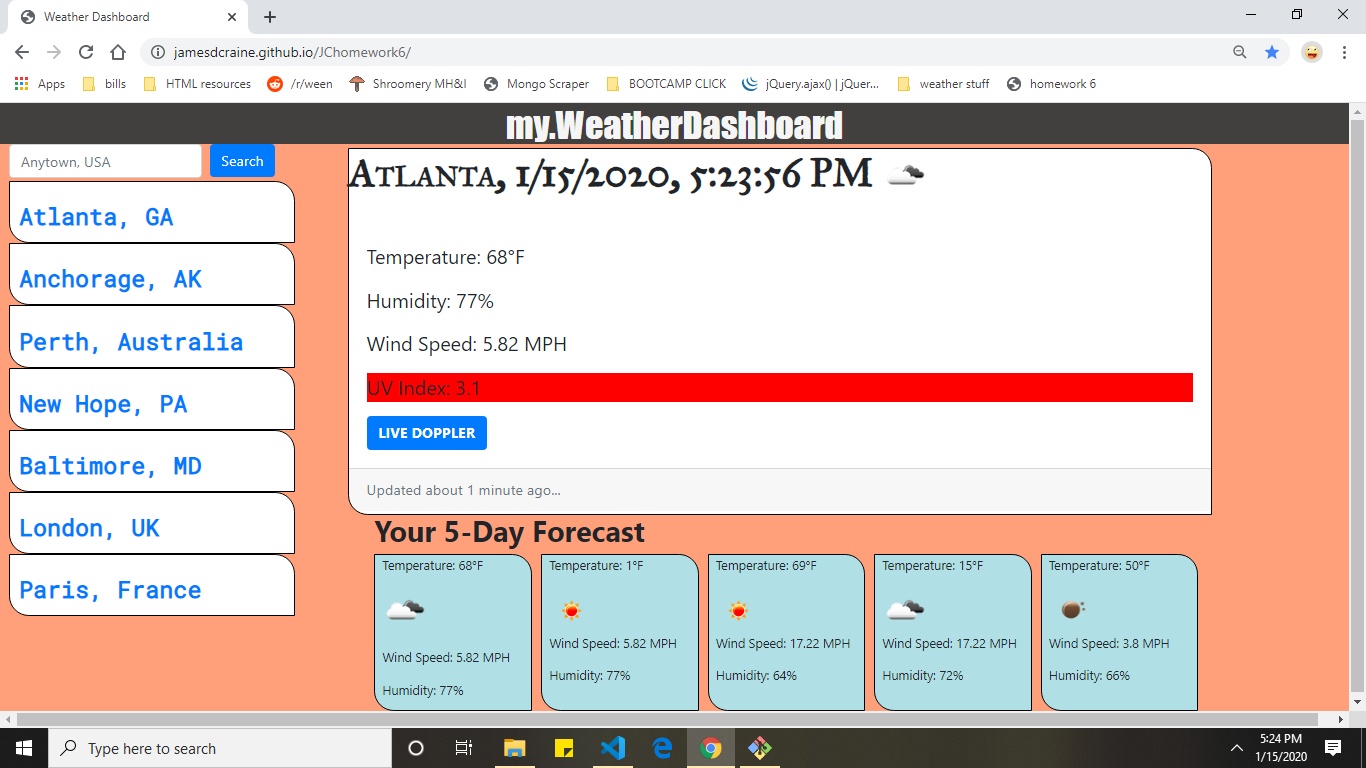 Weather Dashboard
jamesdcraine.github.io/JChomework6/
Apps bills HTML resources /r/ween Shroomery MH&I Mongo Scraper BOOTCAMP CLICK jQuery.ajax() | jQuer... weather stuff homework 6
my.WeatherDashboard
Anytown, USA Search
Atlanta, GA
Anchorage, AK
Perth, Australia
New Hope, PA
Baltimore, MD
London, UK
Paris, France
Atlanta, 1/15/2020, 5:23:56 PM
Temperature: 68°F
Humidity: 77%
Wind Speed: 5.82 MPH
UV Index: 3.1
LIVE DOPPLER
Updated about 1 minute ago...
Your 5-Day Forecast
Temperature: 68°F
Wind Speed: 5.82 MPH
Humidity: 77%
Temperature: 1°F
Wind Speed: 5.82 MPH
Humidity: 77%
Temperature: 69°F
Wind Speed: 17.22 MPH
Humidity: 64%
Temperature: 15°F
Wind Speed: 17.22 MPH
Humidity: 72%
Temperature: 50°F
Wind Speed: 3.8 MPH
Humidity: 66%
Type here to search
5:24 PM
1/15/2020